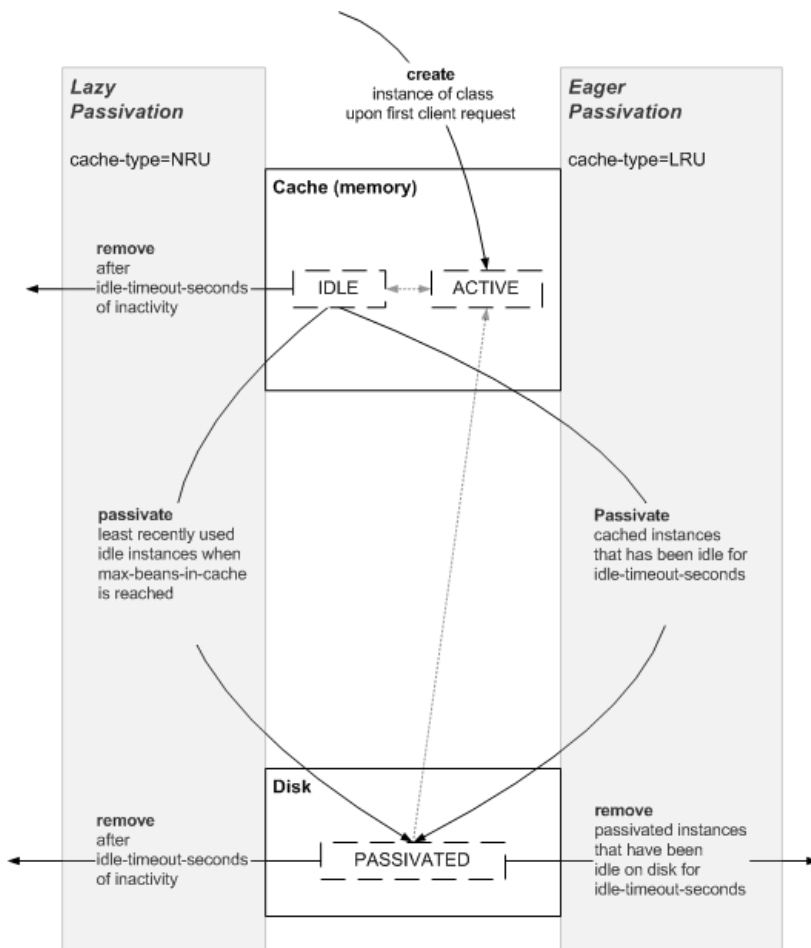 create
instance of class
upon first client request
Lazy
Passivation
cache-type=NRU
Eager
Passivation
cache-type=LRU
Cache (memory)
remove
after
idle-timeout-seconds
of inactivity
IDLE
ACTIVE
passivate
least recently used
idle instances when
max-beans-in-cache
is reached
Passivate
cached instances
that has been idle for
idle-timeout-seconds
Disk
remove
after
idle-timeout-seconds
of inactivity
PASSIVATED
remove
passivated instances
that have been
idle on disk for
idle-timeout-seconds